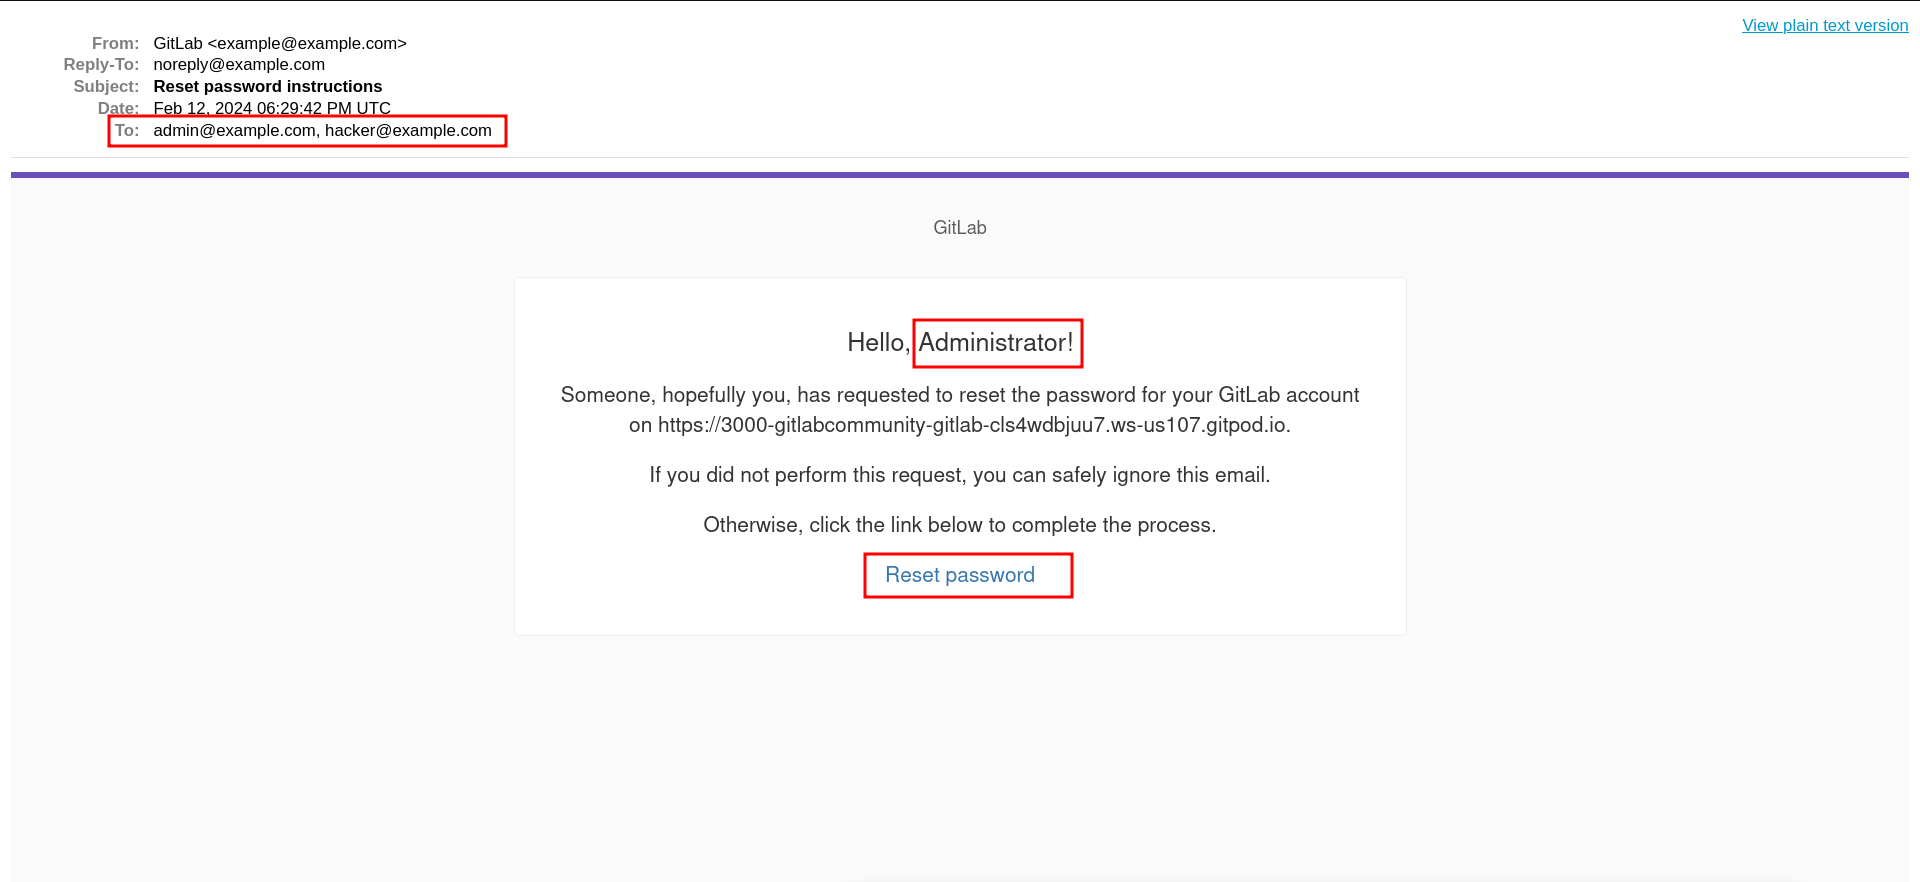 View plain text version
From: GitLab <example@example.com>
Reply-To: noreply@example.com
Subject: Reset password instructions
Date: Feb 12, 2024 06:29:42 PM UTC
To: admin@example.com, hacker@example.com
GitLab
Hello, Administrator!
Someone, hopefully you, has requested to reset the password for your GitLab account
on https://3000-gitlabcommunity-gitlab-cls4wdbjuu7.ws-us107.gitpod.io.
If you did not perform this request, you can safely ignore this email.
Otherwise, click the link below to complete the process.
Reset password